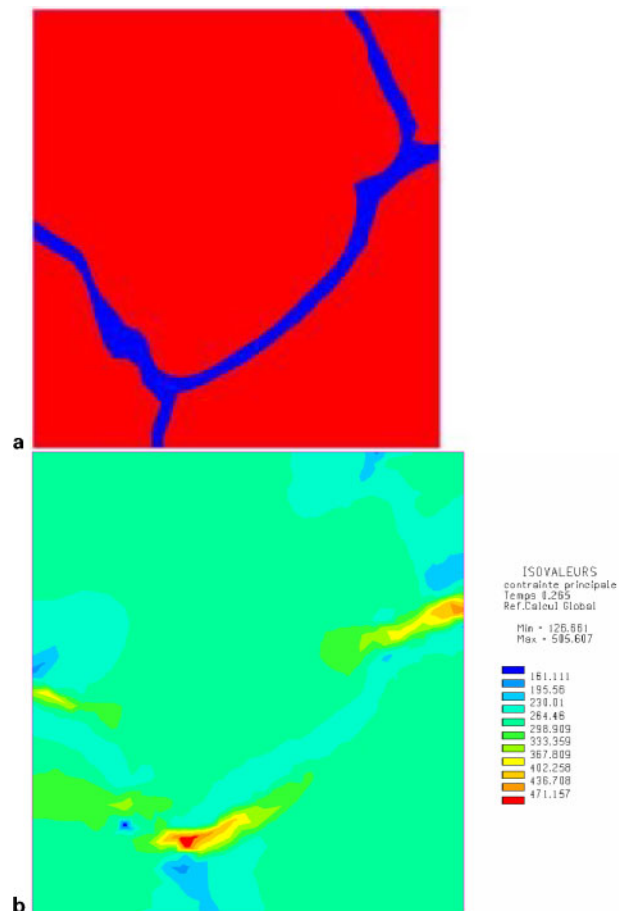 a
b
ISOVALEURS
contrainte principale
Temps 0.265
Ref.Calcul Global
Min = 126.661
Max = 505.607
161.111
195.56
230.01
264.46
298.909
333.359
367.809
402.258
436.708
471.157